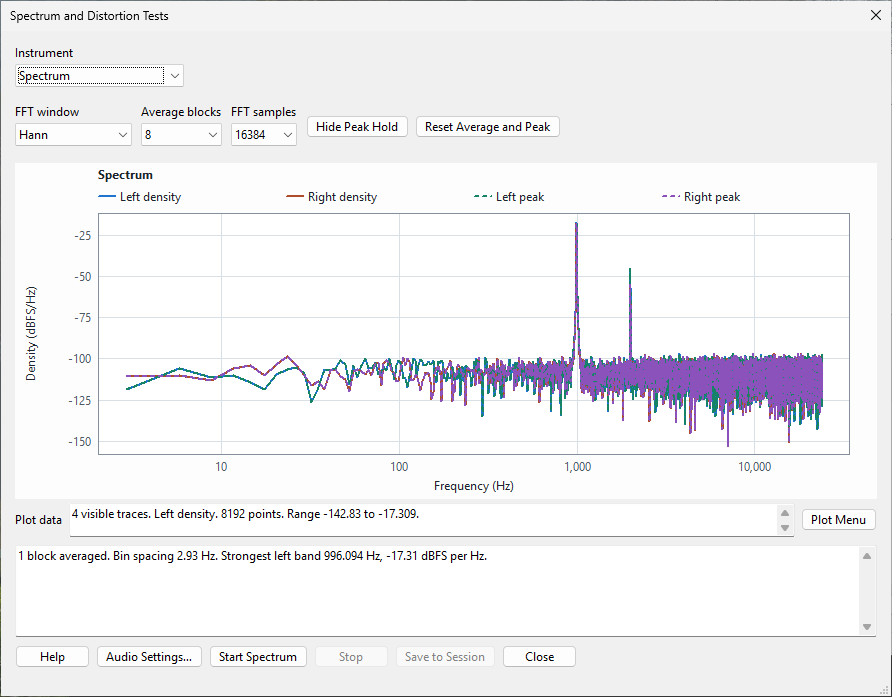 Spectrum and Distortion Tests
Instrument
Spectrum
FFT window Average blocks FFT samples
Hann 8 16384 Hide Peak Hold Reset Average and Peak
Spectrum
Left density Right density Left peak Right peak
Density (dBFS/Hz)
-25
-50
-75
-100
-125
-150
10 100 1,000 10,000
Frequency (Hz)
Plot data 4 visible traces. Left density. 8192 points. Range -142.83 to -17.309. Plot Menu
1 block averaged. Bin spacing 2.93 Hz. Strongest left band 996.094 Hz, -17.31 dBFS per Hz.
Help Audio Settings... Start Spectrum Stop Save to Session Close